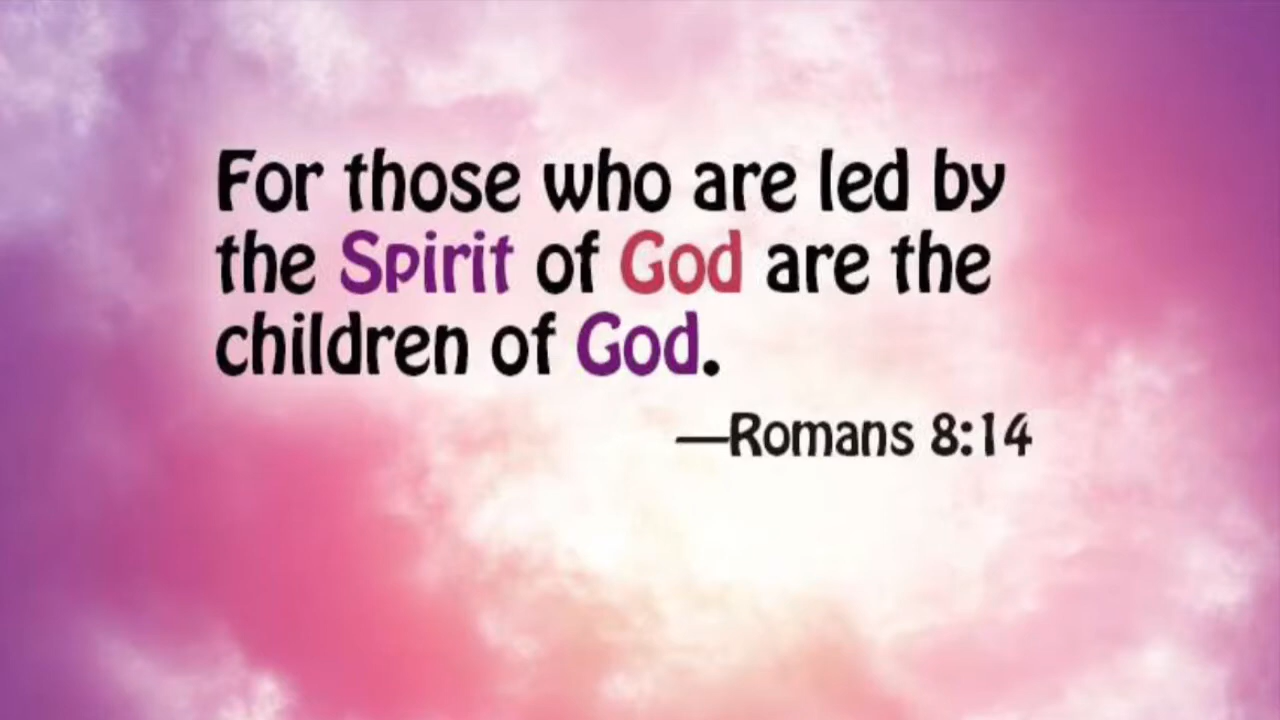 For those who are led by
the Spirit of God are the
children of God.
—Romans 8:14